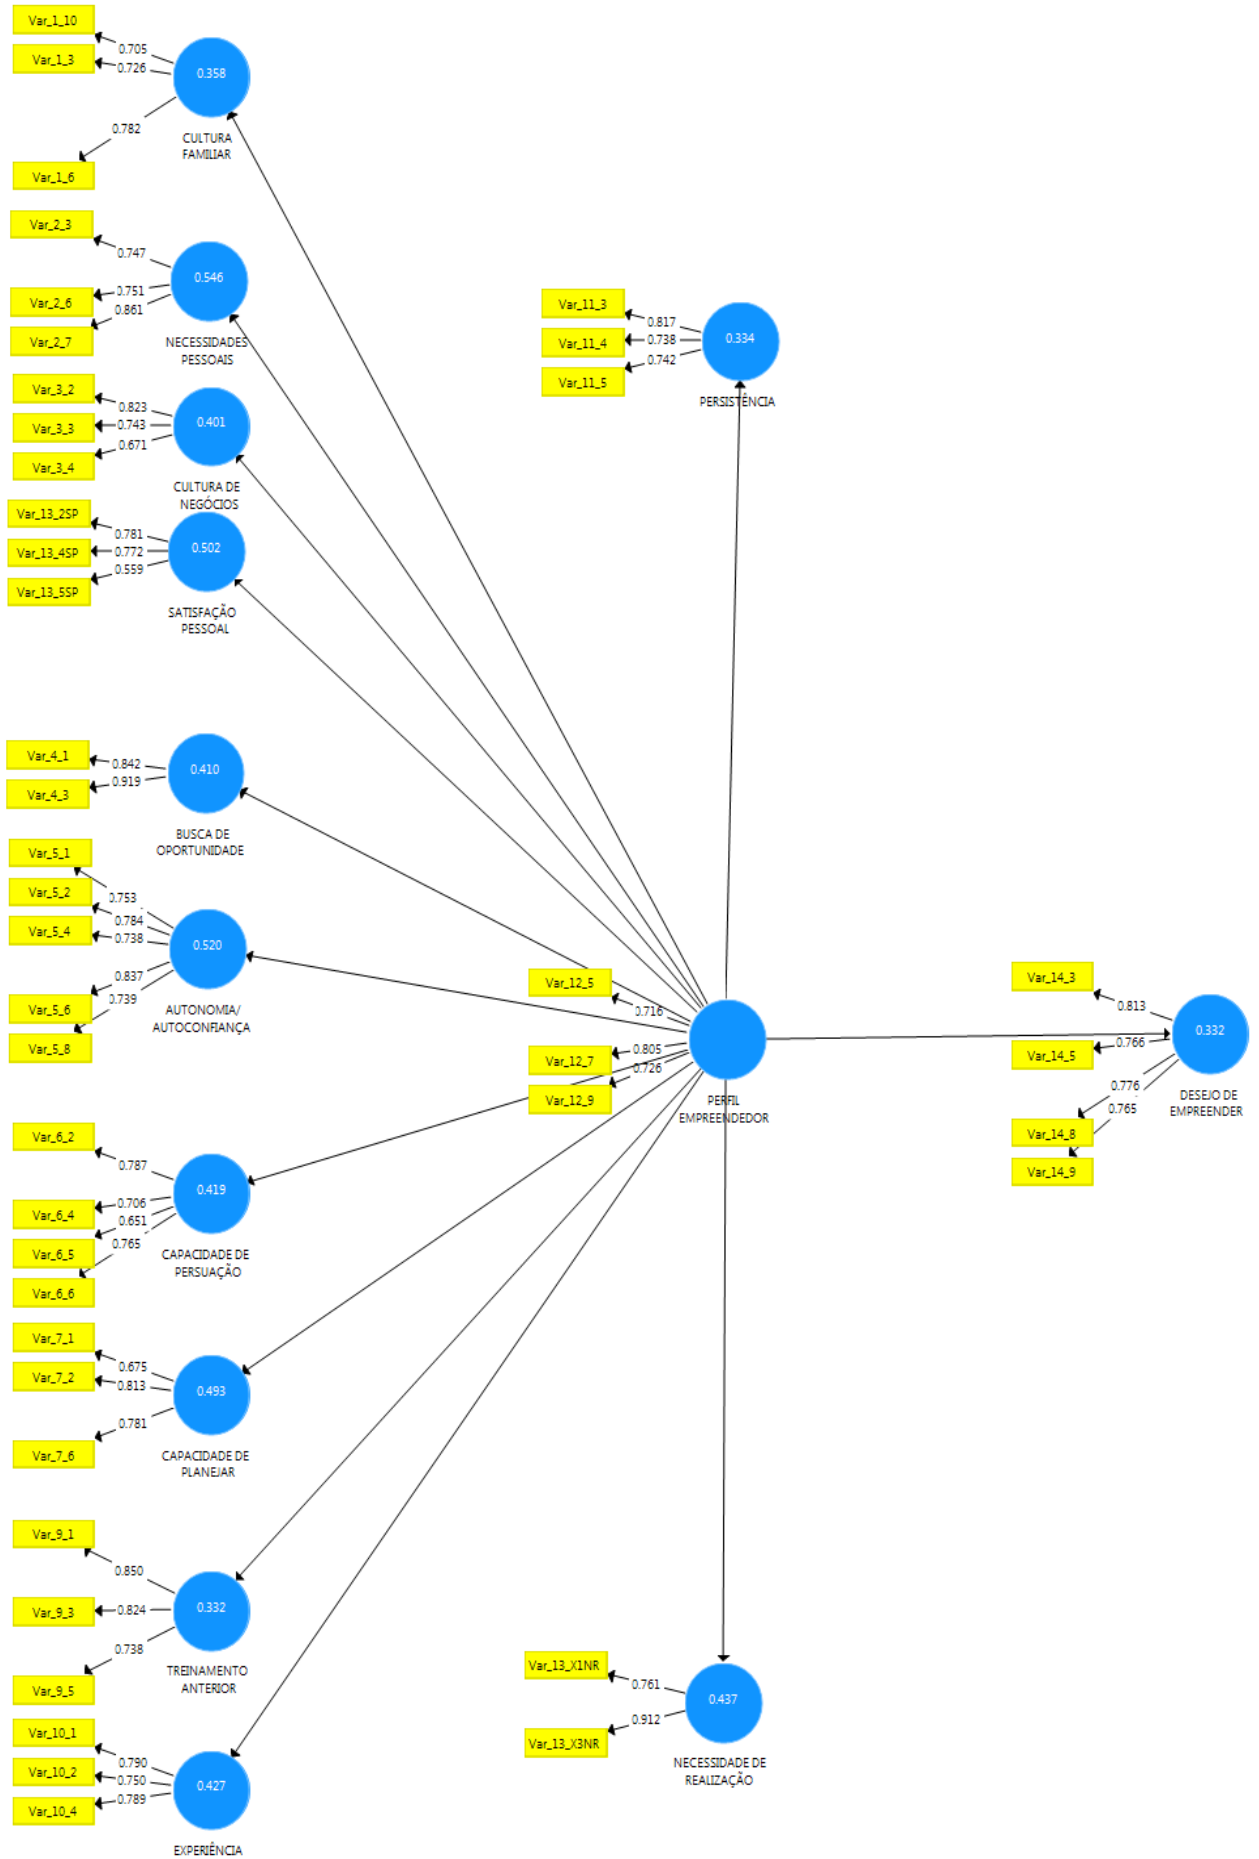 Var_1_10
0.705
Var_1_3
0.726
0.358
0.782
CULTURA
FAMILIAR
Var_1_6
Var_2_3
0.747
0.546
Var_2_6
0.751
0.861
Var_2_7
NECESSIDADES
PESSOAIS
Var_3_2
0.823
Var_3_3
0.743
0.401
0.671
Var_3_4
CULTURA DE
NEGÓCIOS
Var_13_2SP
0.781
Var_13_4SP
0.772
0.502
0.559
Var_13_5SP
SATISFAÇÃO
PESSOAL
Var_11_3
0.817
Var_11_4
0.738
0.334
0.742
Var_11_5
PERSISTÊNCIA
Var_4_1
0.842
0.410
0.919
Var_4_3
BUSCA DE
OPORTUNIDADE
Var_5_1
0.753
Var_5_2
0.784
Var_5_4
0.738
0.520
0.837
Var_5_6
0.739
Var_5_8
AUTONOMIA/
AUTOCONFIANÇA
Var_12_5
0.716
Var_12_7
0.805
0.726
Var_12_9
PERFIL
EMPREENDEDOR
Var_14_3
0.813
0.332
Var_14_5
0.766
0.776
0.765
Var_14_8
Var_14_9
DESEJO DE
EMPREENDER
Var_6_2
0.787
0.419
Var_6_4
0.706
0.651
Var_6_5
0.765
Var_6_6
CAPACIDADE DE
PERSUAÇÃO
Var_7_1
0.675
Var_7_2
0.813
0.493
0.781
Var_7_6
CAPACIDADE DE
PLANEJAR
Var_9_1
0.850
Var_9_3
0.824
0.332
0.738
Var_9_5
TREINAMENTO
ANTERIOR
Var_10_1
0.790
Var_10_2
0.750
0.427
0.789
Var_10_4
EXPERIÊNCIA
Var_13_X1NR
0.761
0.437
0.912
Var_13_X3NR
NECESSIDADE DE
REALIZAÇÃO